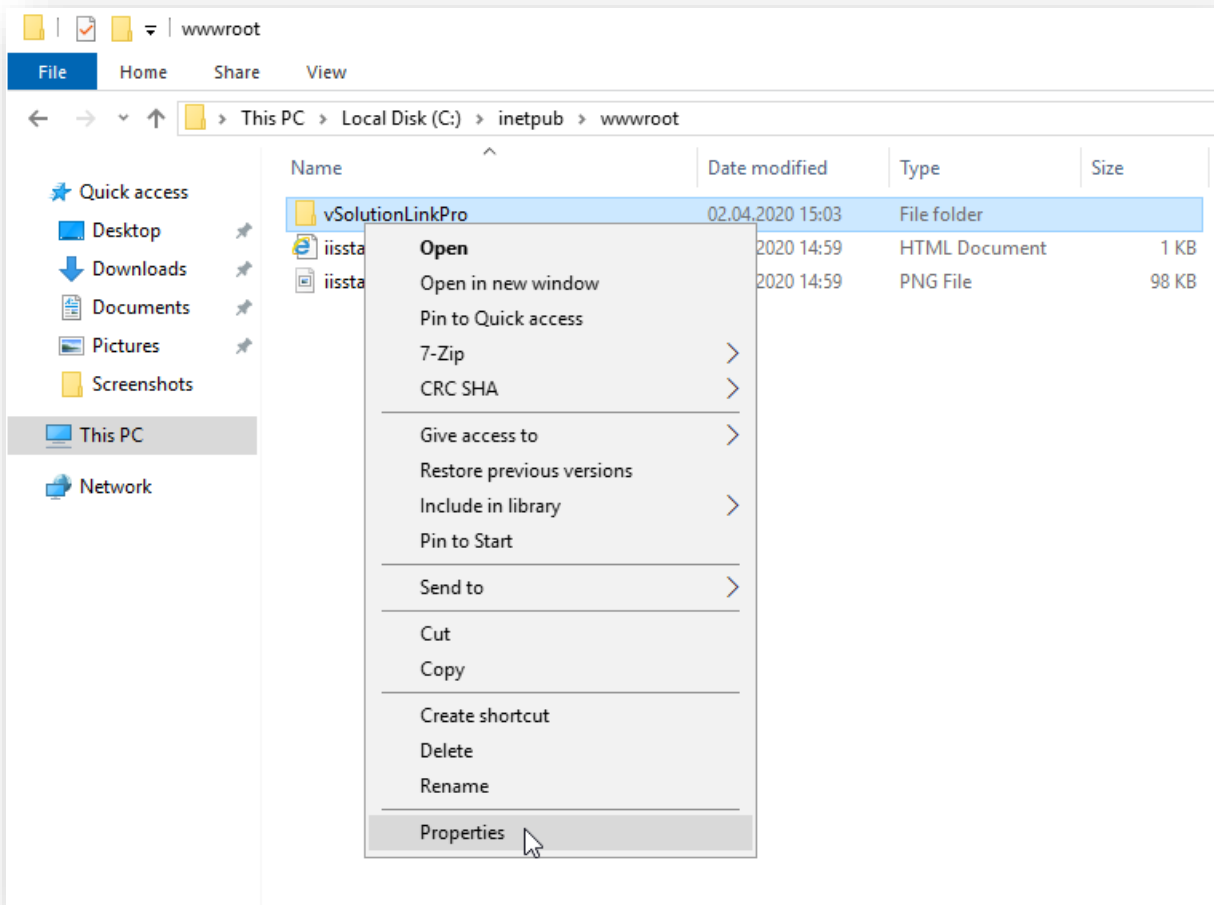 wwwroot
File Home Share View
This PC > Local Disk (C:) > inetpub > wwwroot
Name Date modified Type Size
Quick access
Desktop
Downloads
Documents
Pictures
Screenshots
This PC
Network
vSolutionLinkPro 02.04.2020 15:03 File folder
iissta 2020 14:59 HTML Document 1 KB
iissta 2020 14:59 PNG File 98 KB
Open
Open in new window
Pin to Quick access
7-Zip
CRC SHA
Give access to
Restore previous versions
Include in library
Pin to Start
Send to
Cut
Copy
Create shortcut
Delete
Rename
Properties